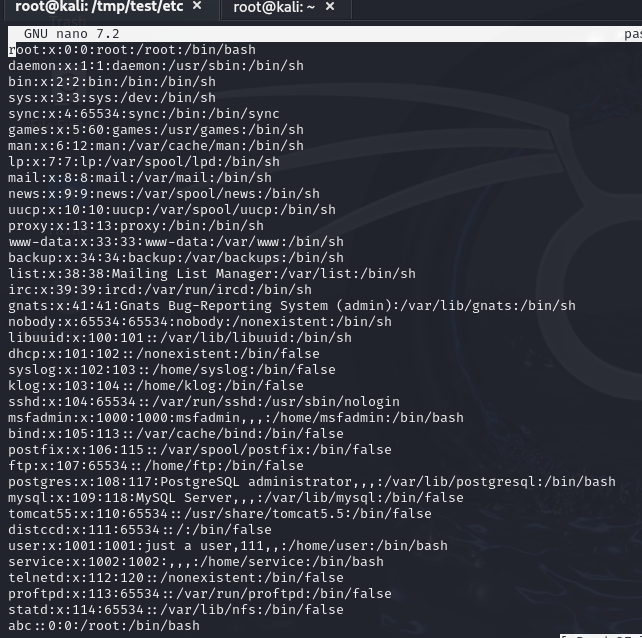 root@kali: /tmp/test/etc × root@kali: ~ ×
GNU nano 7.2
root:x:0:0:root:/root:/bin/bash
daemon:x:1:1:daemon:/usr/sbin:/bin/sh
bin:x:2:2:bin:/bin:/bin/sh
sys:x:3:3:sys:/dev:/bin/sh
sync:x:4:65534:sync:/bin:/bin/sync
games:x:5:60:games:/usr/games:/bin/sh
man:x:6:12:man:/var/cache/man:/bin/sh
lp:x:7:7:lp:/var/spool/lpd:/bin/sh
mail:x:8:8:mail:/var/mail:/bin/sh
news:x:9:9:news:/var/spool/news:/bin/sh
uucp:x:10:10:uucp:/var/spool/uucp:/bin/sh
proxy:x:13:13:proxy:/bin:/bin/sh
www-data:x:33:33:www-data:/var/www:/bin/sh
backup:x:34:34:backup:/var/backups:/bin/sh
list:x:38:38:Mailing List Manager:/var/list:/bin/sh
irc:x:39:39:ircd:/var/run/ircd:/bin/sh
gnats:x:41:41:Gnats Bug-Reporting System (admin):/var/lib/gnats:/bin/sh
nobody:x:65534:65534:nobody:/nonexistent:/bin/sh
libuuid:x:100:101::/var/lib/libuuid:/bin/sh
dhcp:x:101:102::/nonexistent:/bin/false
syslog:x:102:103::/home/syslog:/bin/false
klog:x:103:104::/home/klog:/bin/false
sshd:x:104:65534::/var/run/sshd:/usr/sbin/nologin
msfadmin:x:1000:1000:msfadmin,,,:/home/msfadmin:/bin/bash
bind:x:105:113::/var/cache/bind:/bin/false
postfix:x:106:115::/var/spool/postfix:/bin/false
ftp:x:107:65534::/home/ftp:/bin/false
postgres:x:108:117:PostgreSQL administrator,,,:/var/lib/postgresql:/bin/bash
mysql:x:109:118:MySQL Server,,,:/var/lib/mysql:/bin/false
tomcat55:x:110:65534::/usr/share/tomcat5.5:/bin/false
distccd:x:111:65534::/:/bin/false
user:x:1001:1001:just a user,111,,:/home/user:/bin/bash
service:x:1002:1002:,,,:/home/service:/bin/bash
telnetd:x:112:120::/nonexistent:/bin/false
proftpd:x:113:65534::/var/run/proftpd:/bin/false
statd:x:114:65534::/var/lib/nfs:/bin/false
abc::0:0:/root:/bin/bash